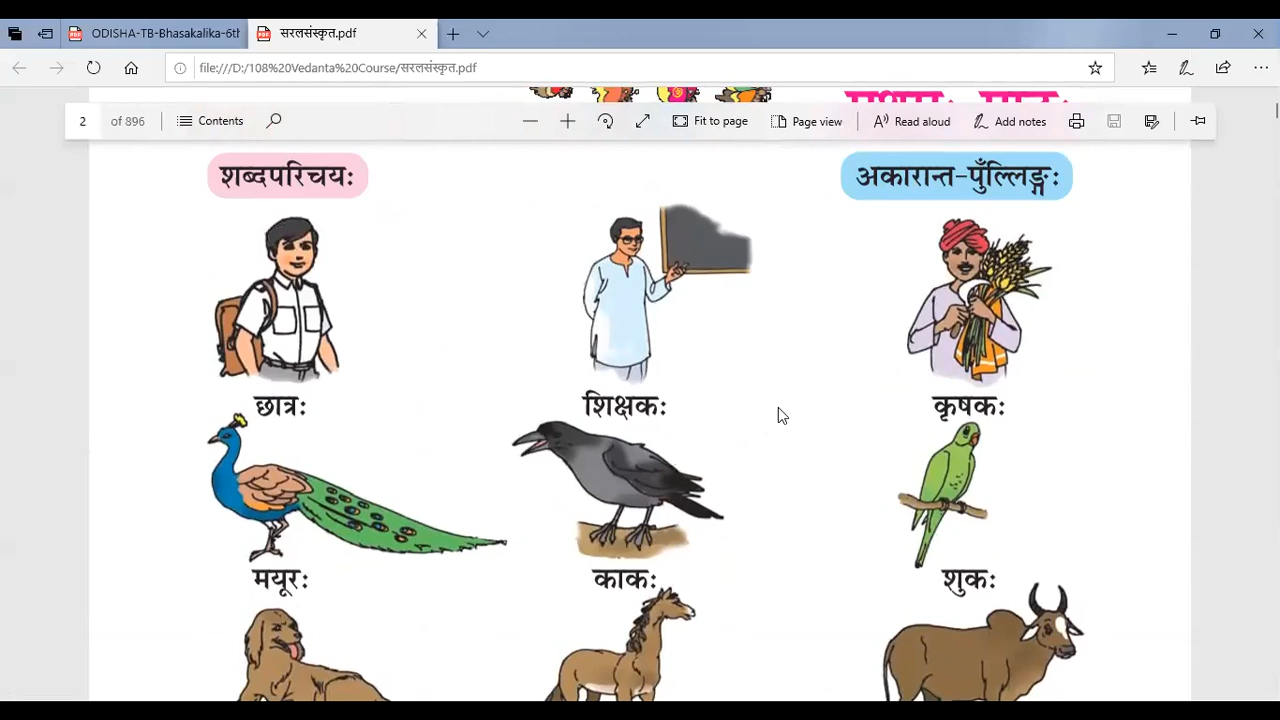 ODISHA-TB-Bhasakalika-6th
सरलसंस्कृत.pdf
file:///D:/108%20Vedanta%20Course/सरलसंस्कृत.pdf
2 of 896
Contents
Fit to page
Page view
Read aloud
Add notes
शब्दपरिचयः
अकारान्त-पुँल्लिङ्गः
छात्रः
शिक्षकः
कृषकः
मयूरः
काकः
शुकः